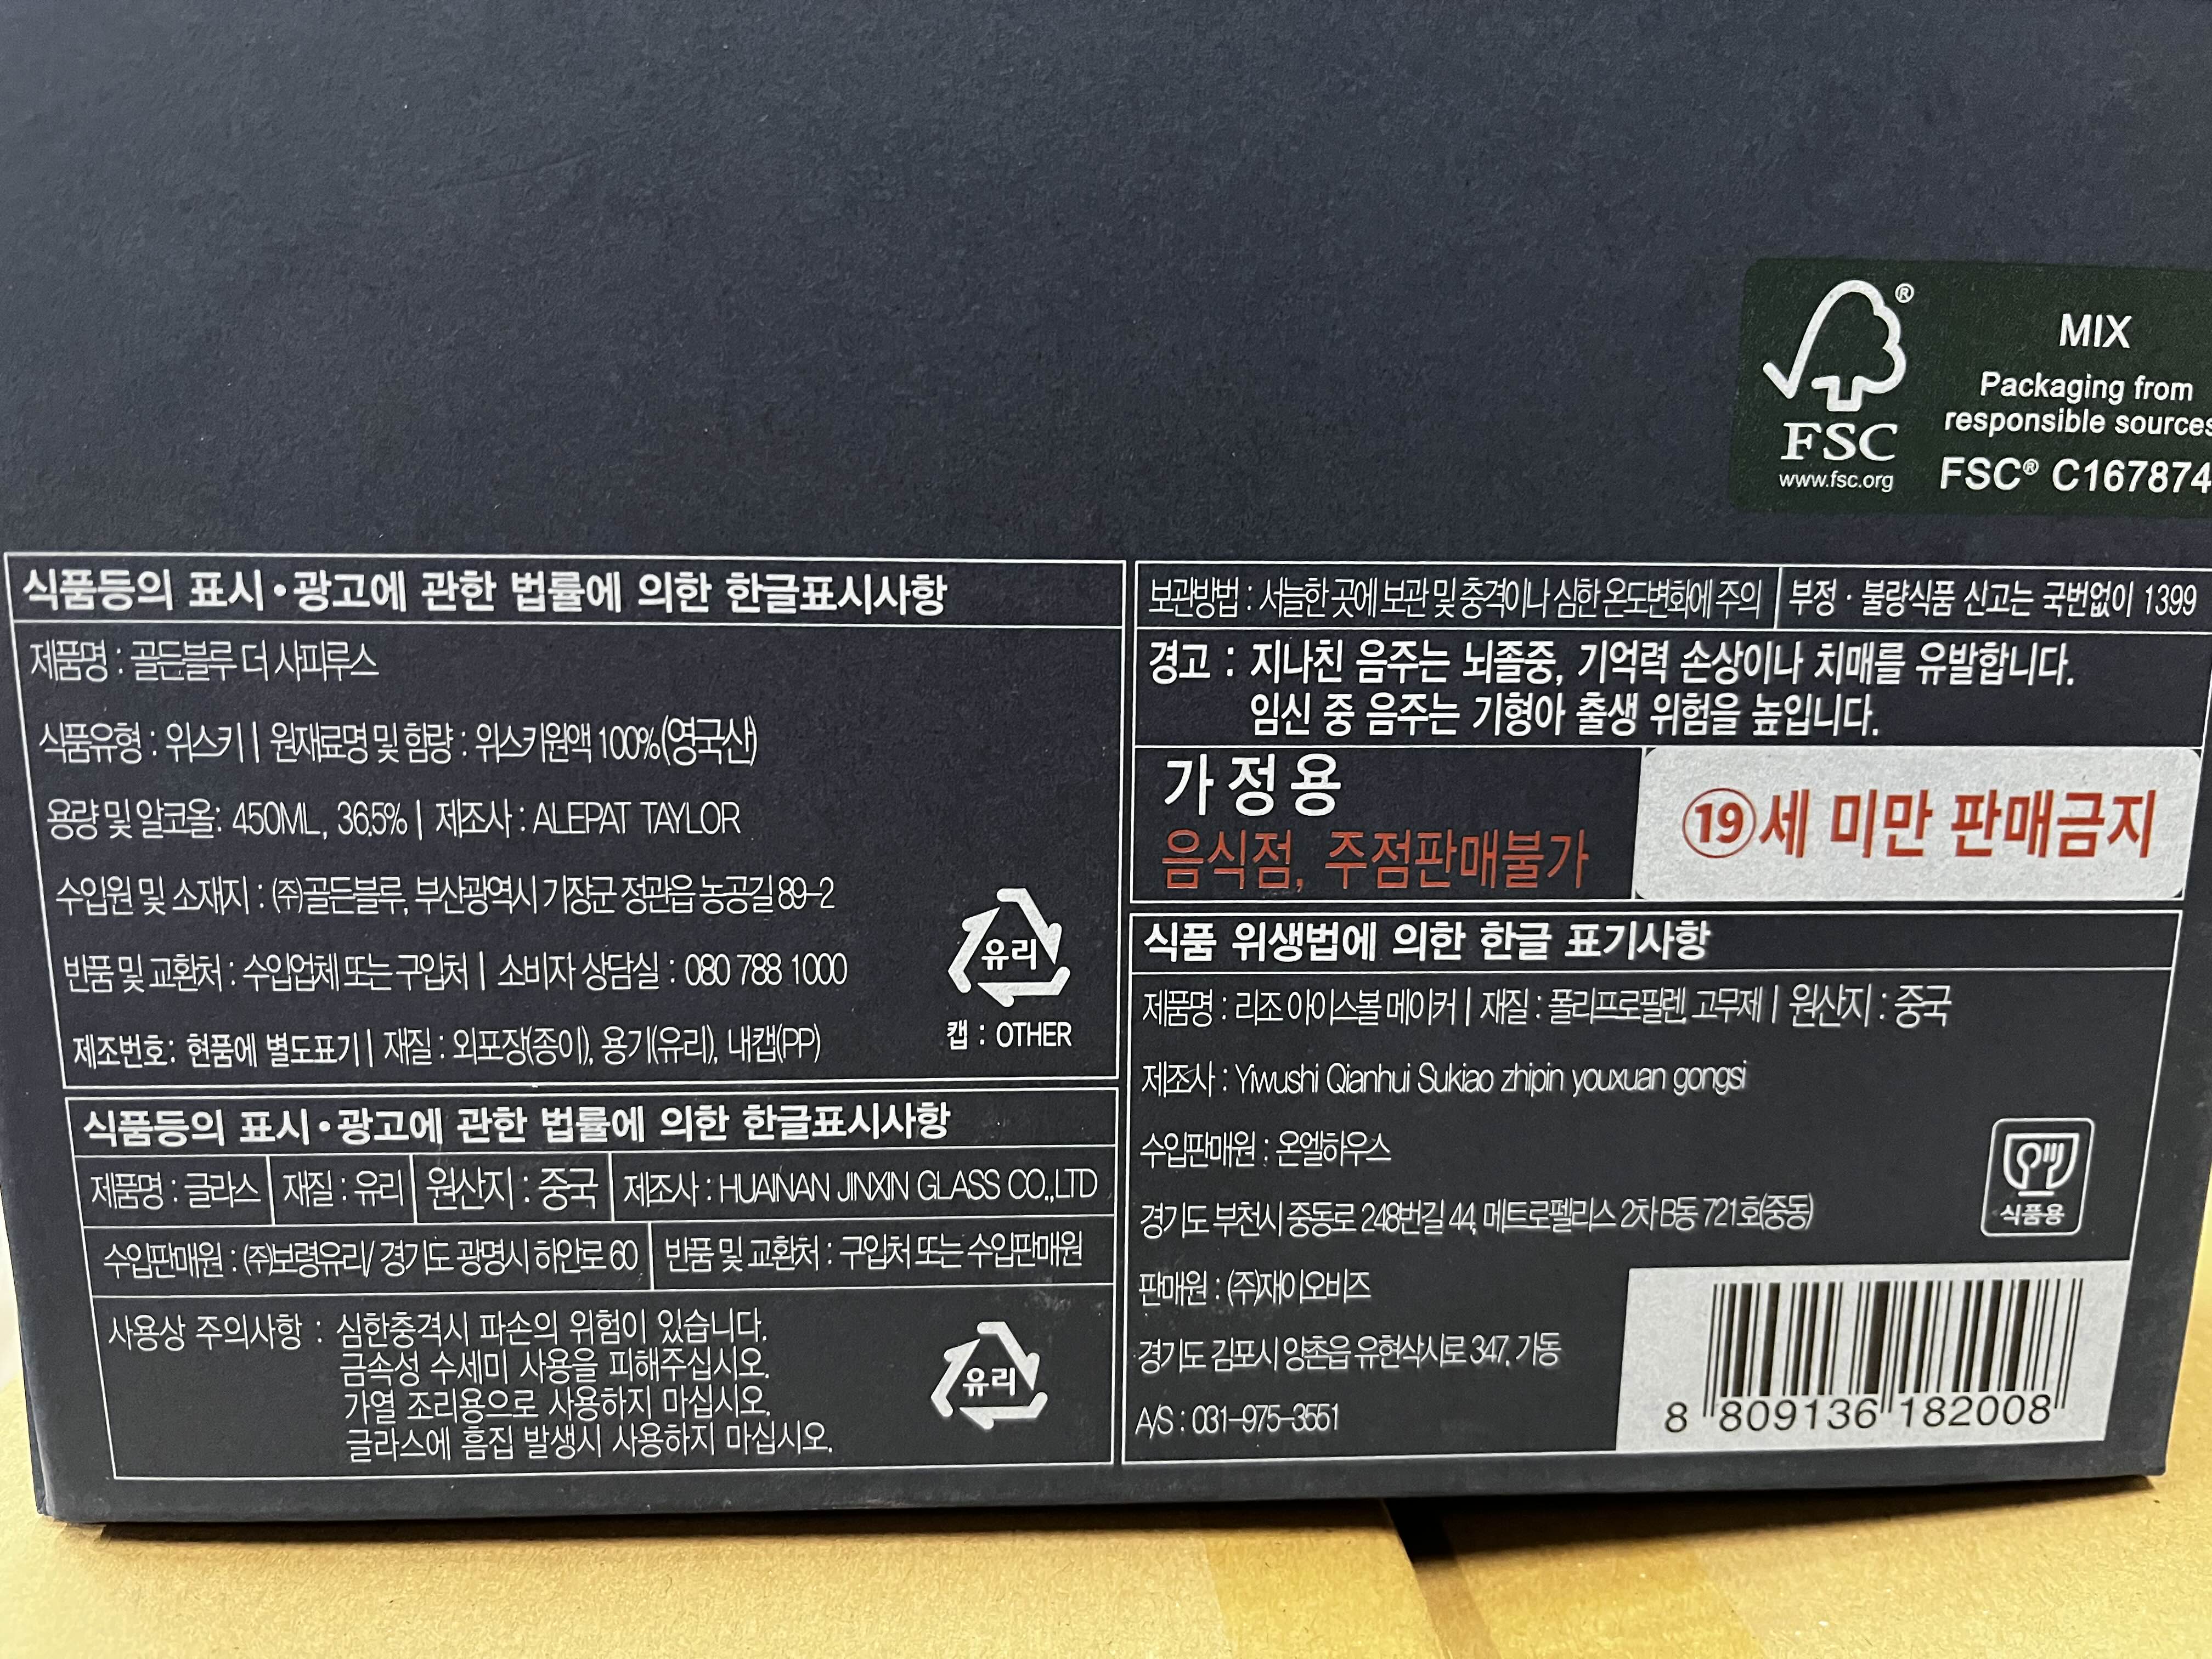 MIX
Packaging from
responsible sources
FSC
www.fsc.org
FSC® C167874
식품등의 표시•광고에 관한 법률에 의한 한글표시사항
제품명 : 골든블루 더 사피루스
식품유형 : 위스키 | 원재료명 및 함량 : 위스키원액 100%(영국산)
용량 및 알코올: 450ML, 36.5% | 제조사 : ALEPAT TAYLOR
수입원 및 소재지 : (주)골든블루, 부산광역시 기장군 정관읍 농공길 89-2
반품 및 교환처 : 수입업체 또는 구입처 | 소비자 상담실 : 080 788 1000
제조번호: 현품에 별도표기 | 재질 : 외포장(종이), 용기(유리), 내캡(PP)
유리
캡 : OTHER
식품등의 표시•광고에 관한 법률에 의한 한글표시사항
제품명 : 글라스 | 재질 : 유리 | 원산지 : 중국 | 제조사 : HUAINAN JINXIN GLASS CO.,LTD
수입판매원 : (주)보령유리/ 경기도 광명시 하안로 60 | 반품 및 교환처 : 구입처 또는 수입판매원
사용상 주의사항 : 심한충격시 파손의 위험이 있습니다.
금속성 수세미 사용을 피해주십시오.
가열 조리용으로 사용하지 마십시오.
글라스에 흠집 발생시 사용하지 마십시오.
유리
보관방법 : 서늘한 곳에 보관 및 충격이나 심한 온도변화에 주의 | 부정 · 불량식품 신고는 국번없이 1399
경고 : 지나친 음주는 뇌졸중, 기억력 손상이나 치매를 유발합니다.
임신 중 음주는 기형아 출생 위험을 높입니다.
가정용
음식점, 주점판매불가
19세 미만 판매금지
식품 위생법에 의한 한글 표기사항
제품명 : 리조 아이스볼 메이커 | 재질 : 폴리프로필렌, 고무제 | 원산지 : 중국
제조사 : Yiwushi Qianhui Sukiao zhipin youxuan gongsi
수입판매원 : 온엘하우스
경기도 부천시 중동로 248번길 44, 메트로펠리스 2차 B동 721호(중동)
판매원 : (주)재이오비즈
경기도 김포시 양촌읍 유현삭시로 347, 가동
A/S : 031-975-3551
식품용
8 809136 182008